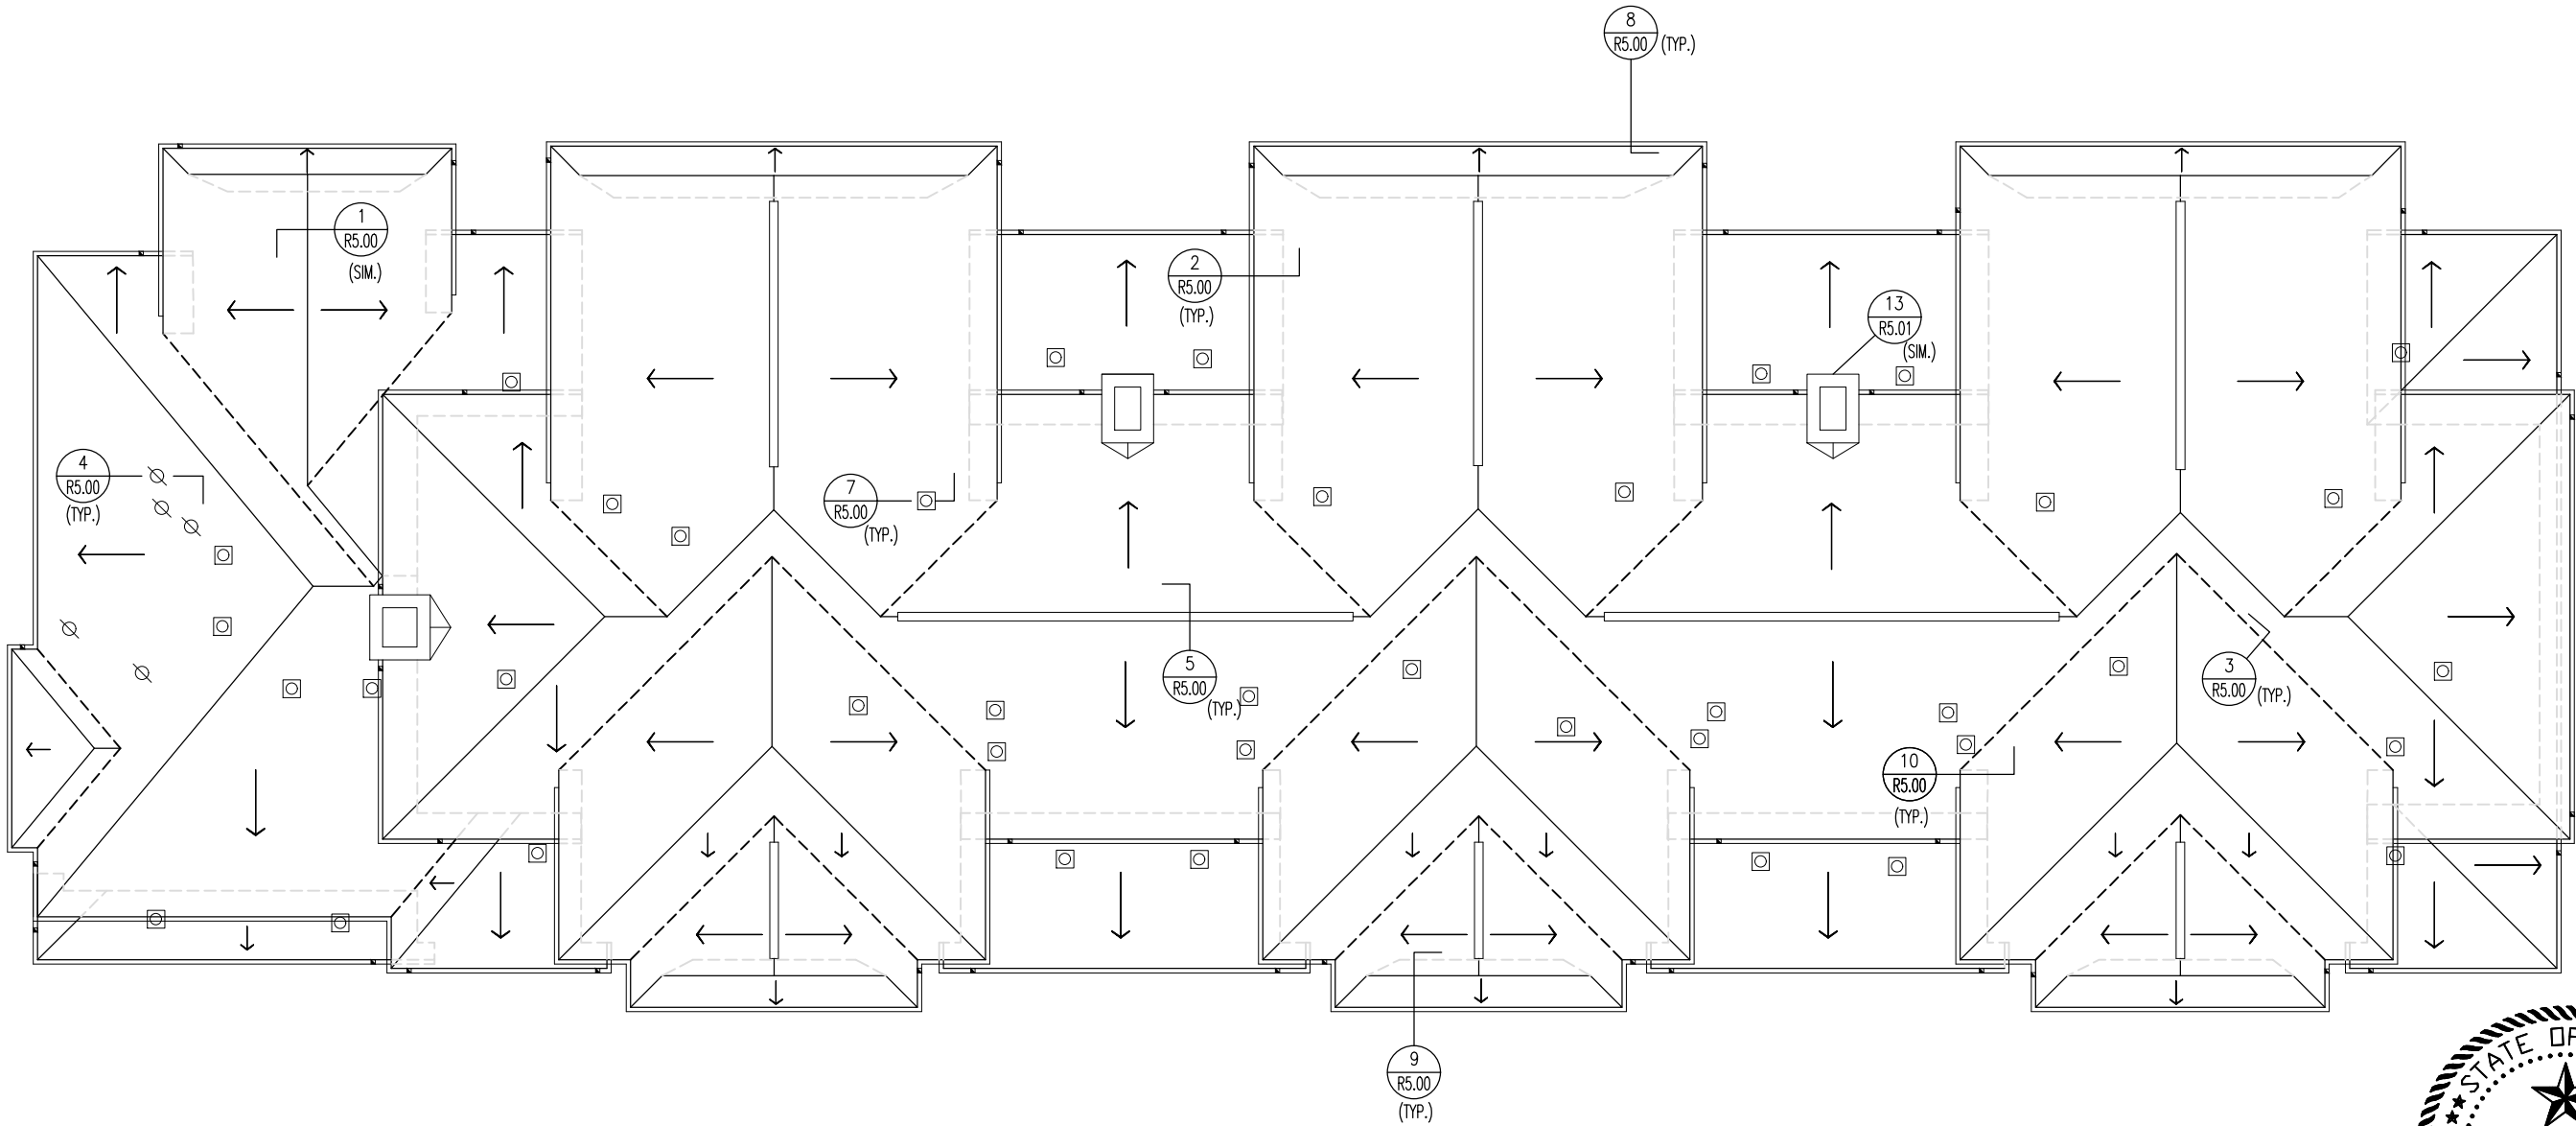 8
R5.00 (TYP.)
1
R5.00
(SIM.)
2
R5.00
(TYP.)
13
R5.01
(SIM.)
4
R5.00
(TYP.)
7
R5.00
(TYP.)
5
R5.00
(TYP.)
3
R5.00 (TYP.)
10
R5.00
(TYP.)
9
R5.00
(TYP.)
STATE OF